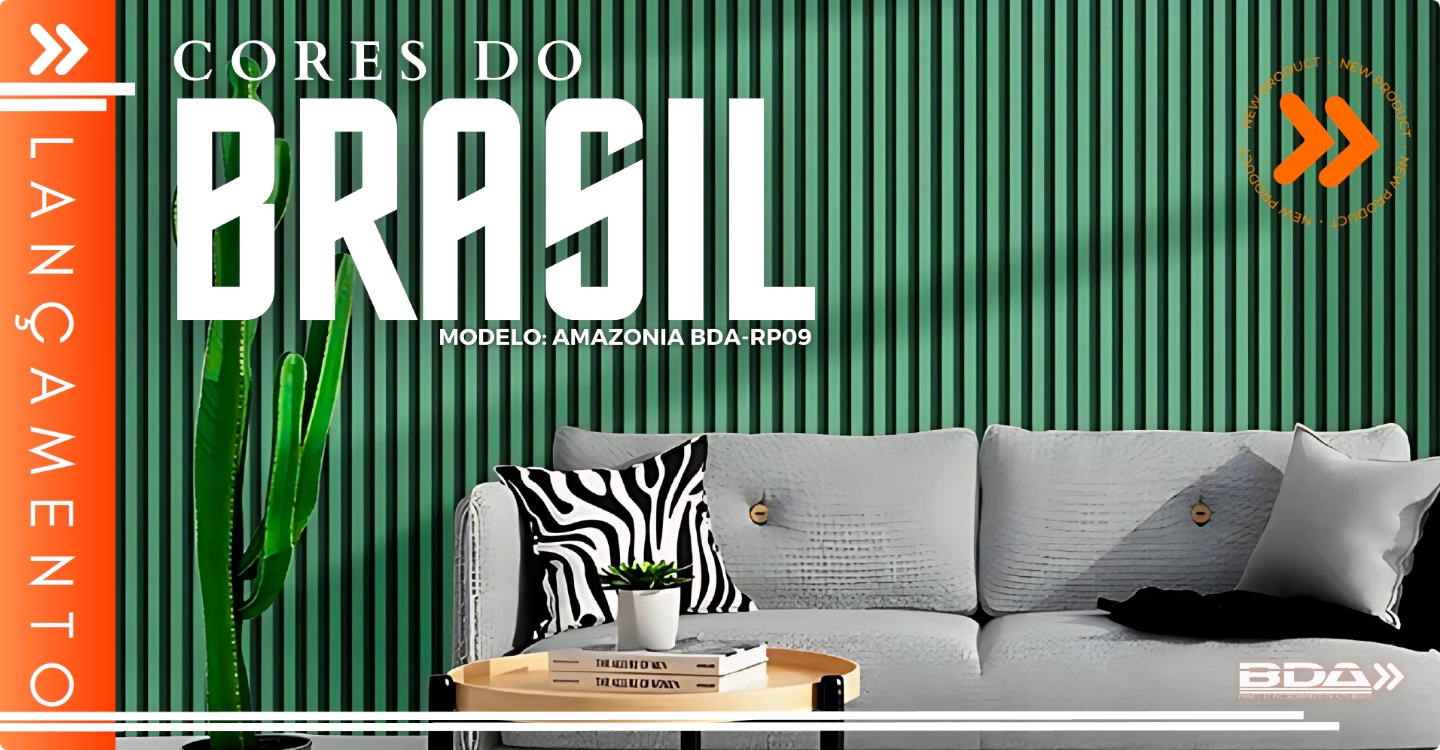 LANÇAMENTO
CORES DO
BRASIL
MODELO: AMAZONIA BDA-RP09
NEW PRODUCT · NEW PRODUCT · NEW PRODUCT · NEW PRODUCT ·
BDA